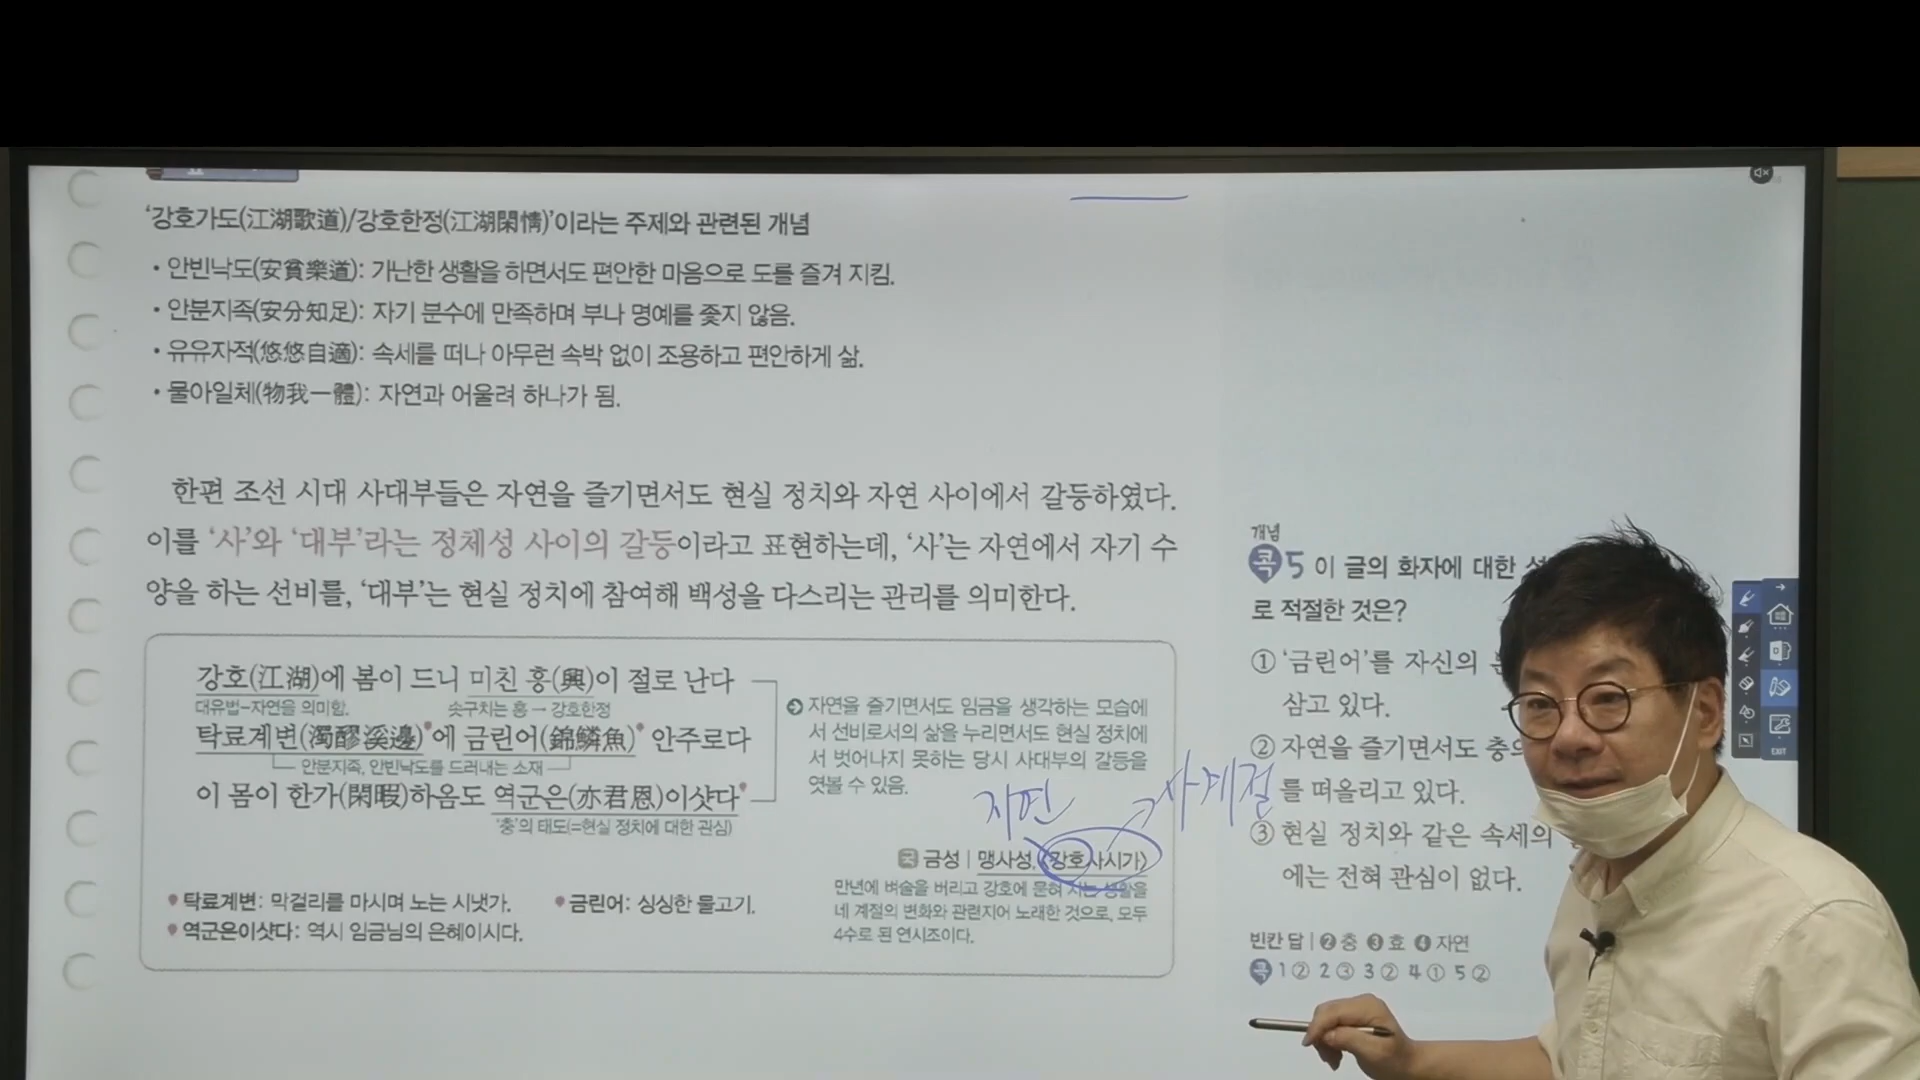 '강호가도(江湖歌道)/강호한정(江湖閑情)'이라는 주제와 관련된 개념
• 안빈낙도(安貧樂道): 가난한 생활을 하면서도 편안한 마음으로 도를 즐겨 지킴.
• 안분지족(安分知足): 자기 분수에 만족하며 부나 명예를 좇지 않음.
• 유유자적(悠悠自適): 속세를 떠나 아무런 속박 없이 조용하고 편안하게 삶.
• 물아일체(物我一體): 자연과 어울려 하나가 됨.
한편 조선 시대 사대부들은 자연을 즐기면서도 현실 정치와 자연 사이에서 갈등하였다.
이를 '사'와 '대부'라는 정체성 사이의 갈등이라고 표현하는데, '사'는 자연에서 자기 수
양을 하는 선비를, '대부'는 현실 정치에 참여해 백성을 다스리는 관리를 의미한다.
강호(江湖)에 봄이 드니 미친 흥(興)이 절로 난다
대유법-자연을 의미함. 솟구치는 흥 → 강호한정
탁료계변(濁醪溪邊)에 금린어(錦鱗魚) 안주로다
안분지족, 안빈낙도를 드러내는 소재
이 몸이 한가(閑暇)하옴도 역군은(亦君恩)이샷다
'충'의 태도(=현실 정치에 대한 관심)
자연을 즐기면서도 임금을 생각하는 모습에
서 선비로서의 삶을 누리면서도 현실 정치에
서 벗어나지 못하는 당시 사대부의 갈등을
엿볼 수 있음.
자연
사계절
국 금성 | 맹사성, 〈강호사시가〉
만년에 벼슬을 버리고 강호에 묻혀 사는 생활을
네 계절의 변화와 관련지어 노래한 것으로, 모두
4수로 된 연시조이다.
탁료계변: 막걸리를 마시며 노는 시냇가.
금린어: 싱싱한 물고기.
역군은이샷다: 역시 임금님의 은혜이시다.
개념
콕 5 이 글의 화자에 대한
로 적절한 것은?
① '금린어'를 자신의
삼고 있다.
② 자연을 즐기면서도 충의
를 떠올리고 있다.
③ 현실 정치와 같은 속세의
에는 전혀 관심이 없다.
빈칸 답 | ❷ 충 ❸ 효 ❹ 자연
콕 1 ② 2 ③ 3 ② 4 ① 5 ②
EXIT